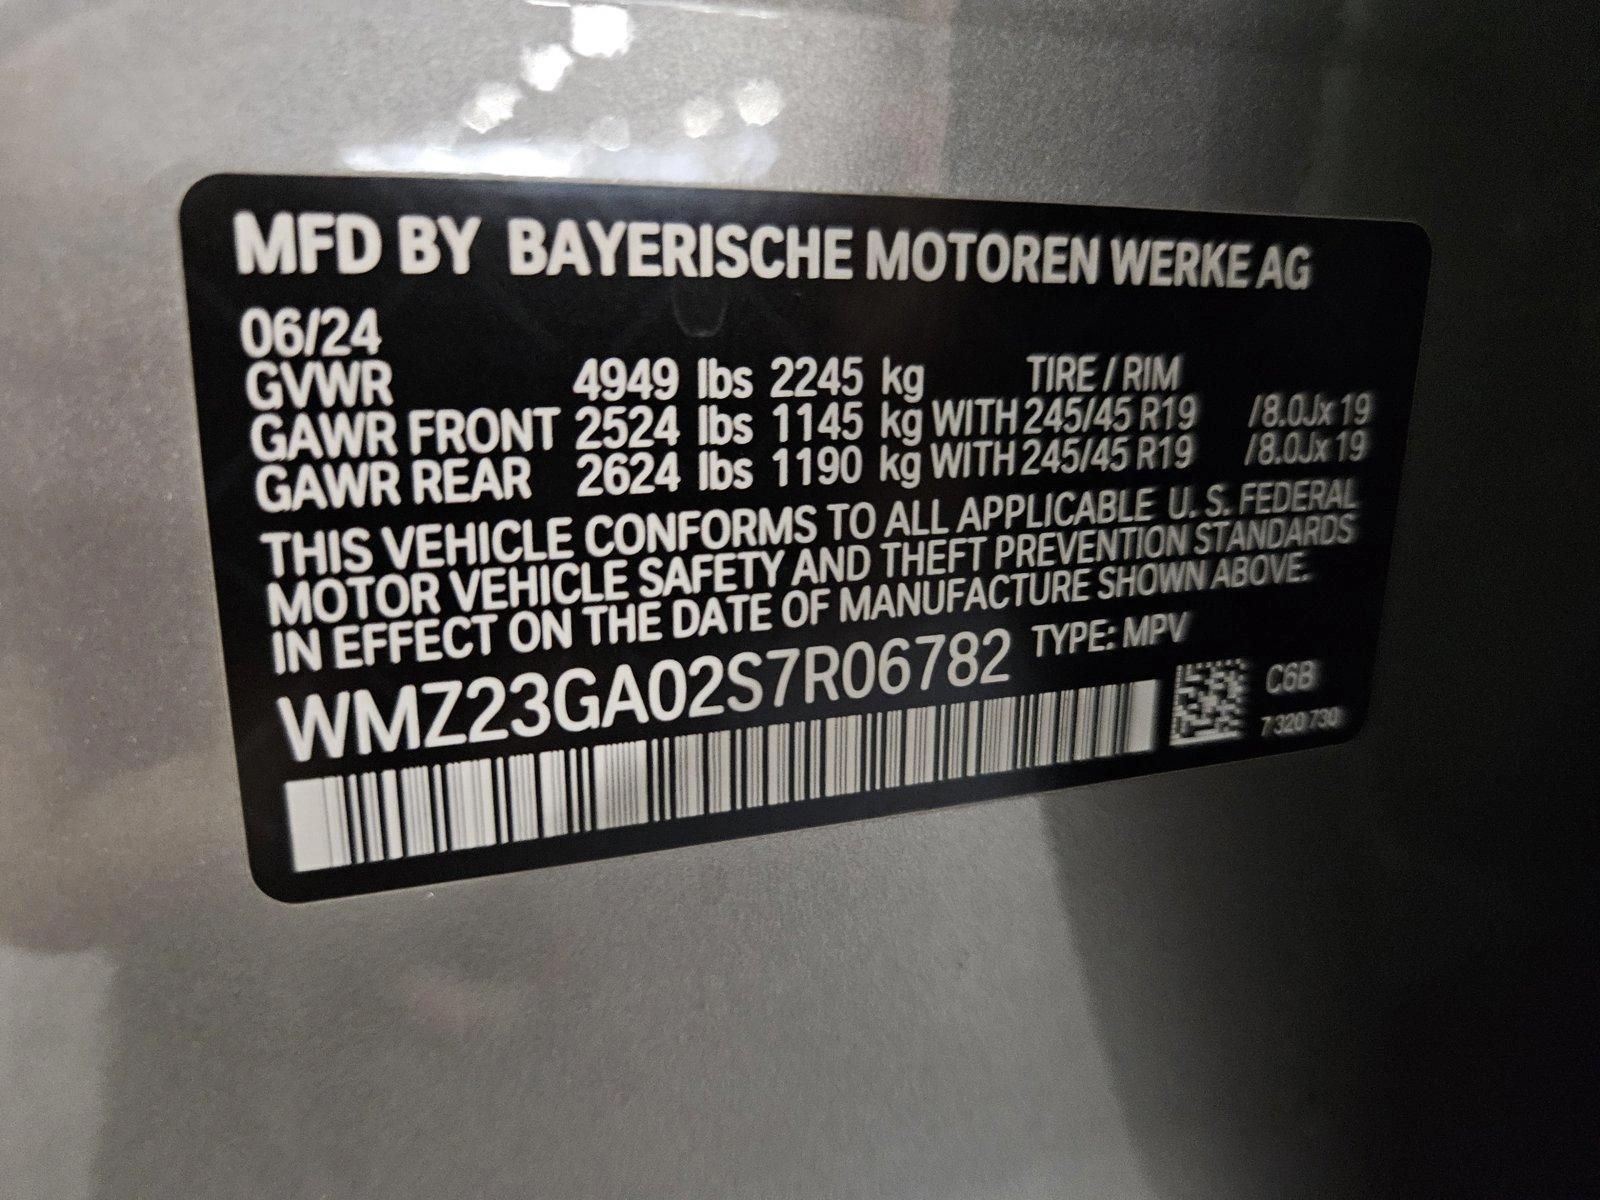 MFD BY BAYERISCHE MOTOREN WERKE AG
06/24
GVWR 4949 lbs 2245 kg TIRE / RIM
GAWR FRONT 2524 lbs 1145 kg WITH 245/45 R19 /8.0Jx 19
GAWR REAR 2624 lbs 1190 kg WITH 245/45 R19 /8.0Jx 19
THIS VEHICLE CONFORMS TO ALL APPLICABLE U. S. FEDERAL
MOTOR VEHICLE SAFETY AND THEFT PREVENTION STANDARDS
IN EFFECT ON THE DATE OF MANUFACTURE SHOWN ABOVE.
WMZ23GA02S7R06782 TYPE: MPV
C6B
7 320 730